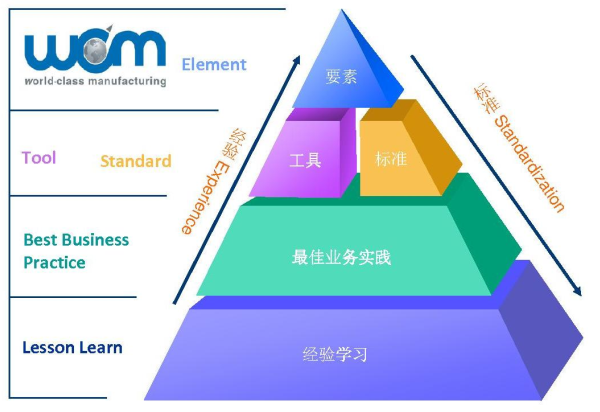 wcm
world-class manufacturing
Element
要素
经验 Experience
标准 Standardization
Tool
Standard
工具
标准
Best Business
Practice
最佳业务实践
Lesson Learn
经验学习